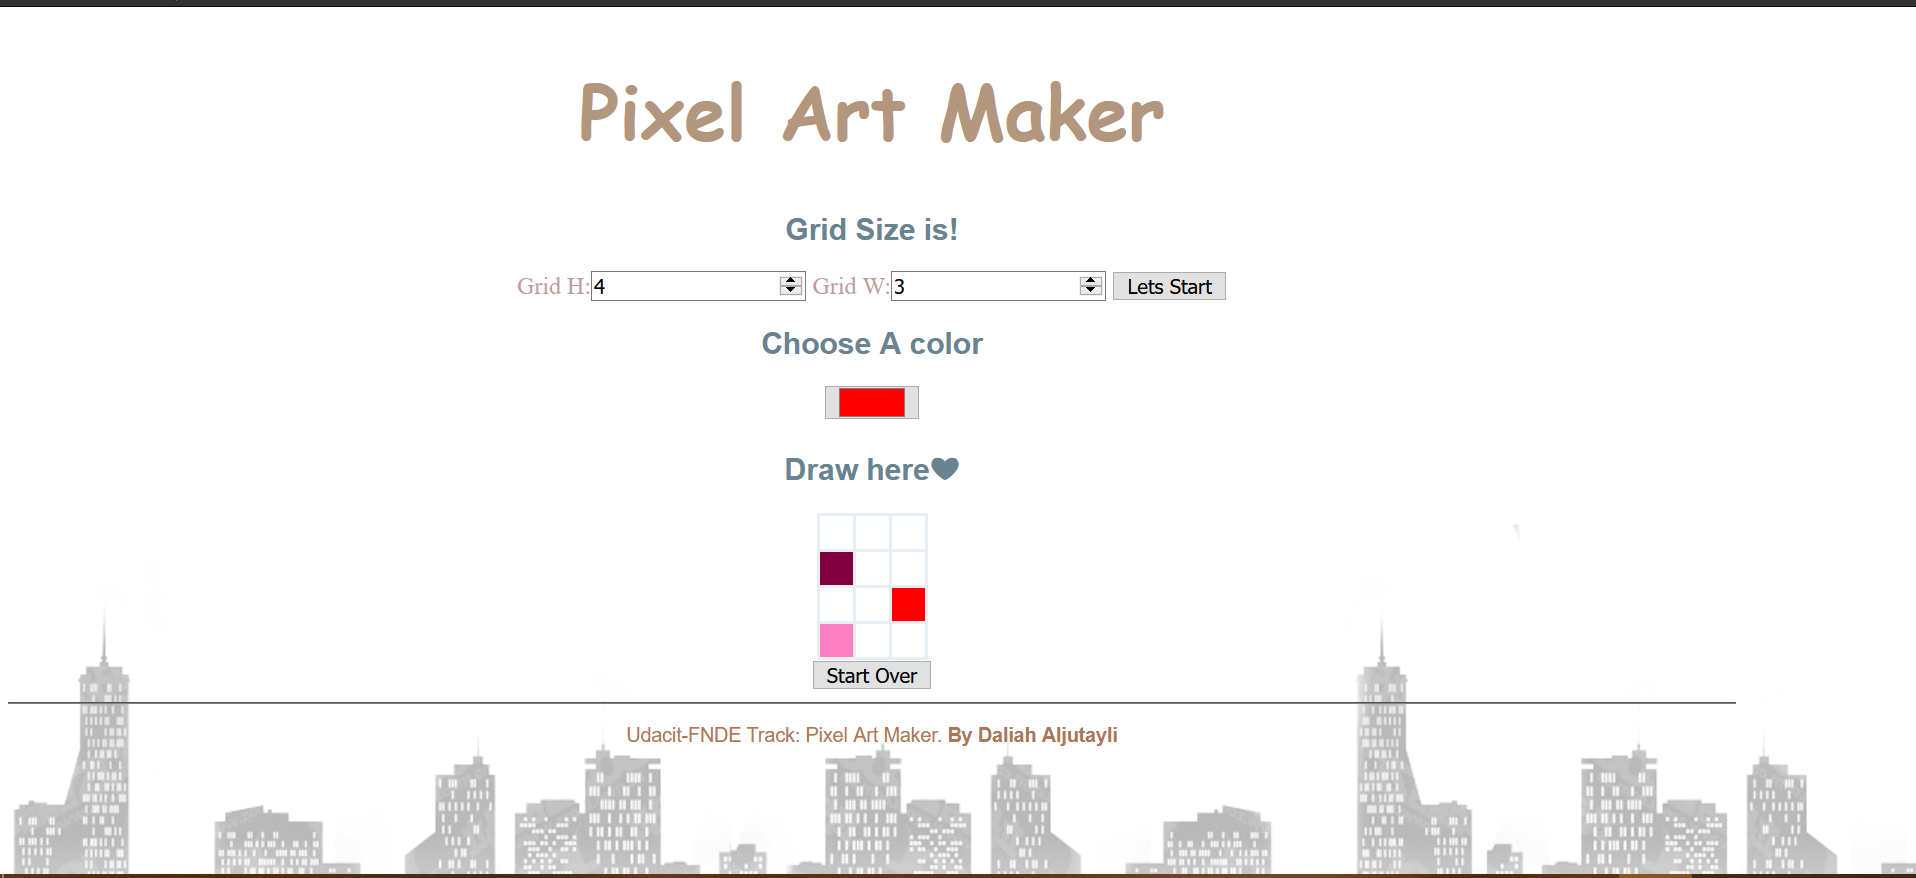 Pixel Art Maker
Grid Size is!
Grid H: 4 Grid W: 3 Lets Start
Choose A color
Draw here♥
Start Over
Udacit-FNDE Track: Pixel Art Maker. By Daliah Aljutayli